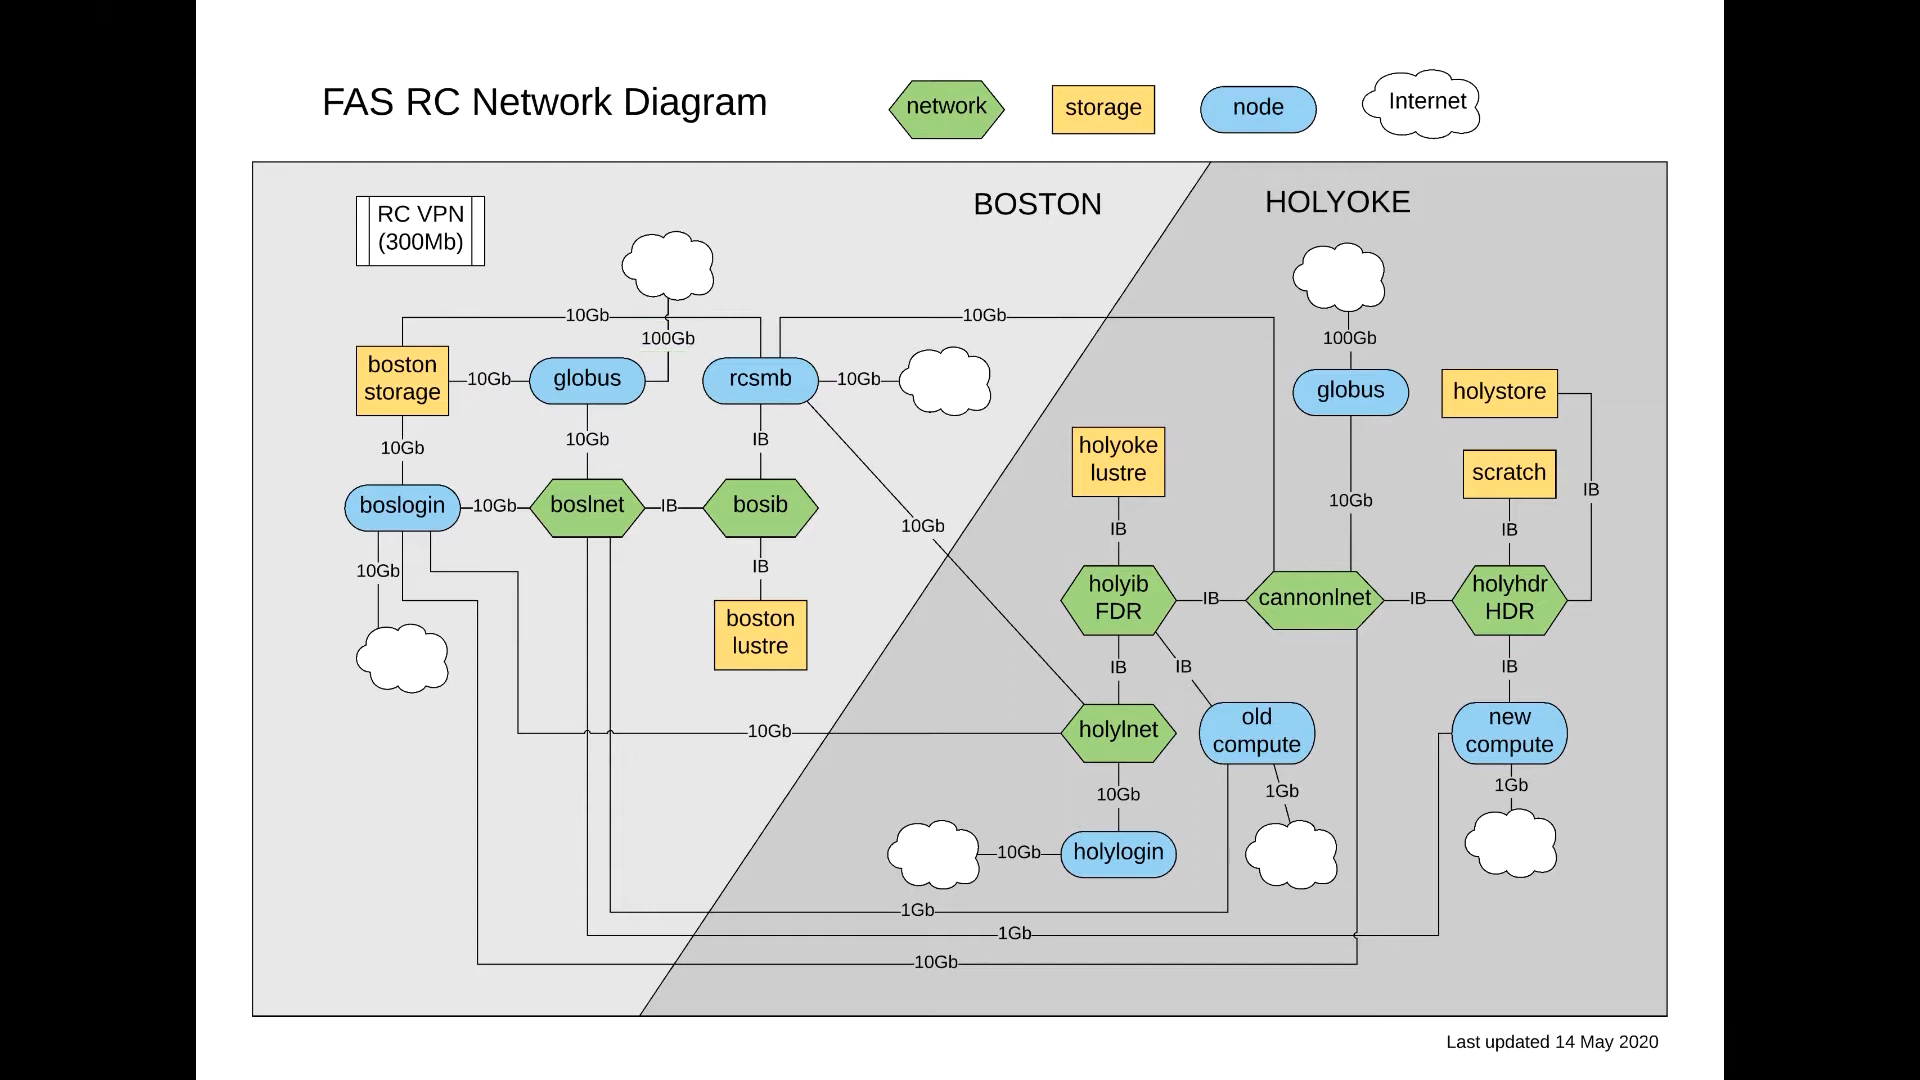 FAS RC Network Diagram
network
storage
node
Internet
BOSTON
HOLYOKE
RC VPN
(300Mb)
10Gb
10Gb
100Gb
100Gb
boston
storage
10Gb
globus
rcsmb
10Gb
globus
holystore
10Gb
10Gb
IB
holyoke
lustre
scratch
IB
boslogin
10Gb
boslnet
IB
bosib
10Gb
10Gb
IB
IB
10Gb
IB
boston
lustre
holyib
FDR
IB
cannonlnet
IB
holyhdr
HDR
IB
IB
IB
10Gb
holylnet
old
compute
new
compute
10Gb
1Gb
1Gb
10Gb
holylogin
1Gb
1Gb
10Gb
Last updated 14 May 2020